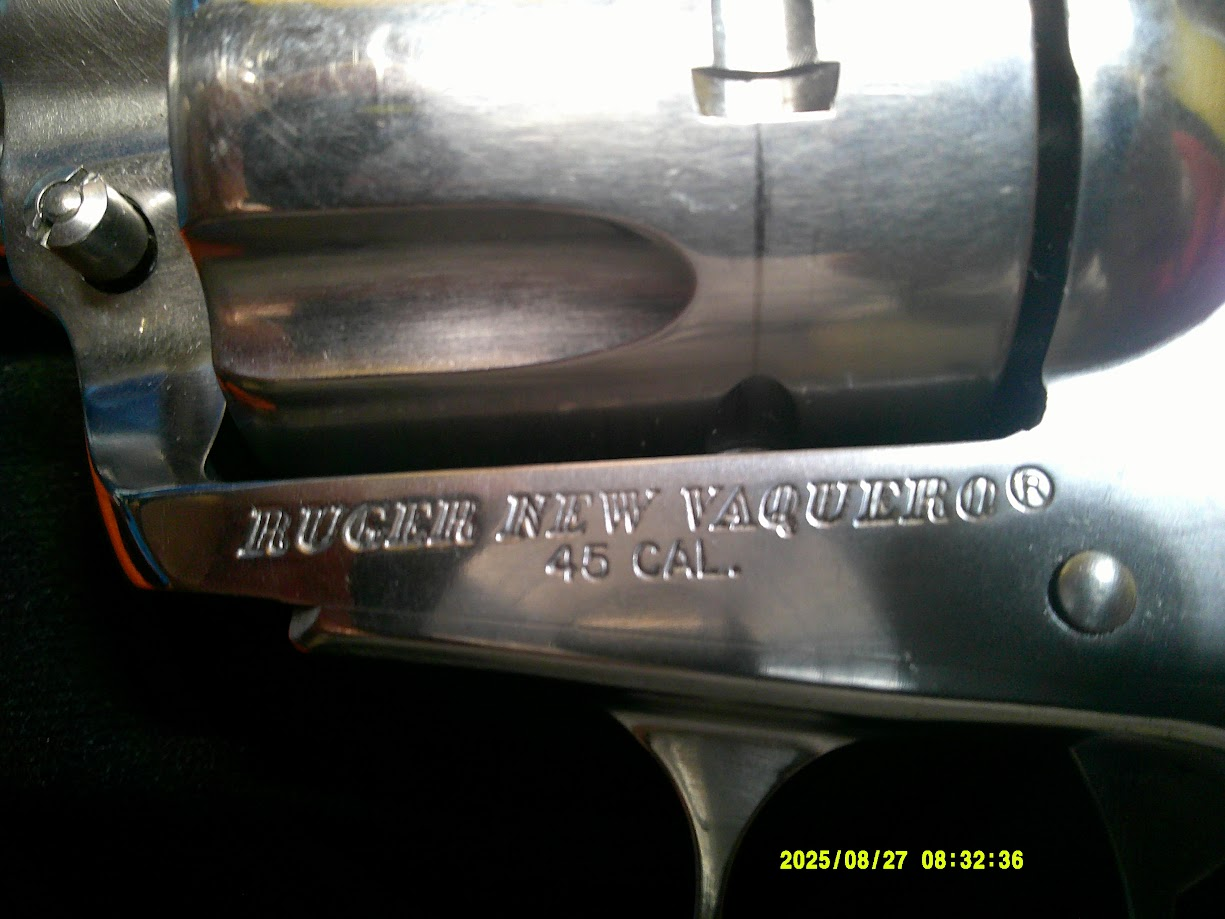 RUGER NEW VAQUERO®
45 CAL.
2025/08/27 08:32:36